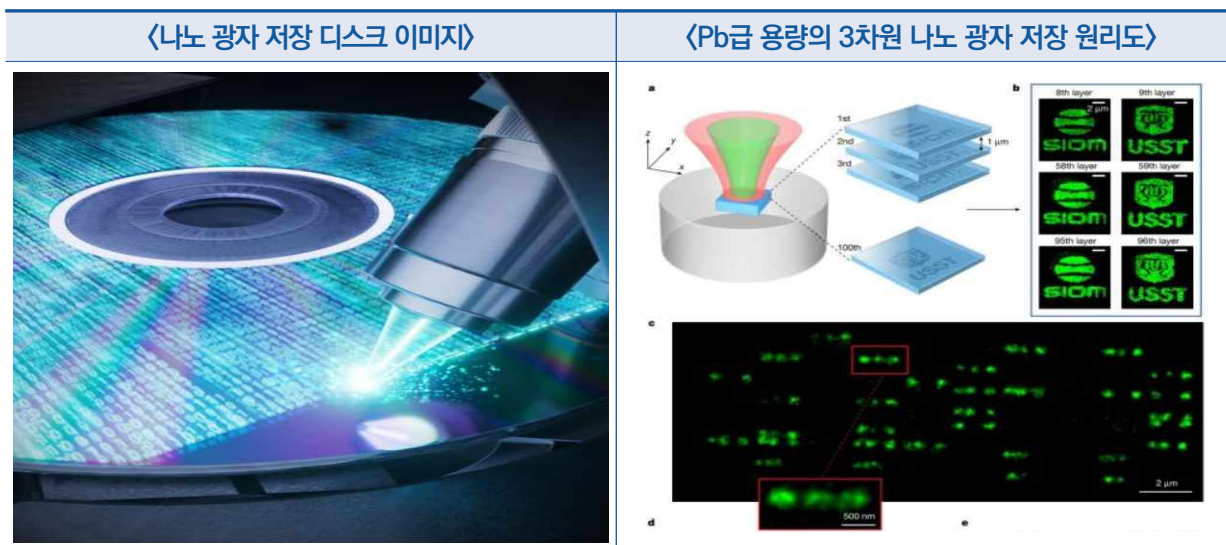 〈나노 광자 저장 디스크 이미지〉
〈Pb급 용량의 3차원 나노 광자 저장 원리도〉
a
z
y
x
1st
2nd
3rd
1 μm
100th
USST
b
8th layer
9th layer
2 μm
SIOM
USST
58th layer
59th layer
SIOM
USST
95th layer
96th layer
SIOM
USST
c
500 nm
2 μm
d
e